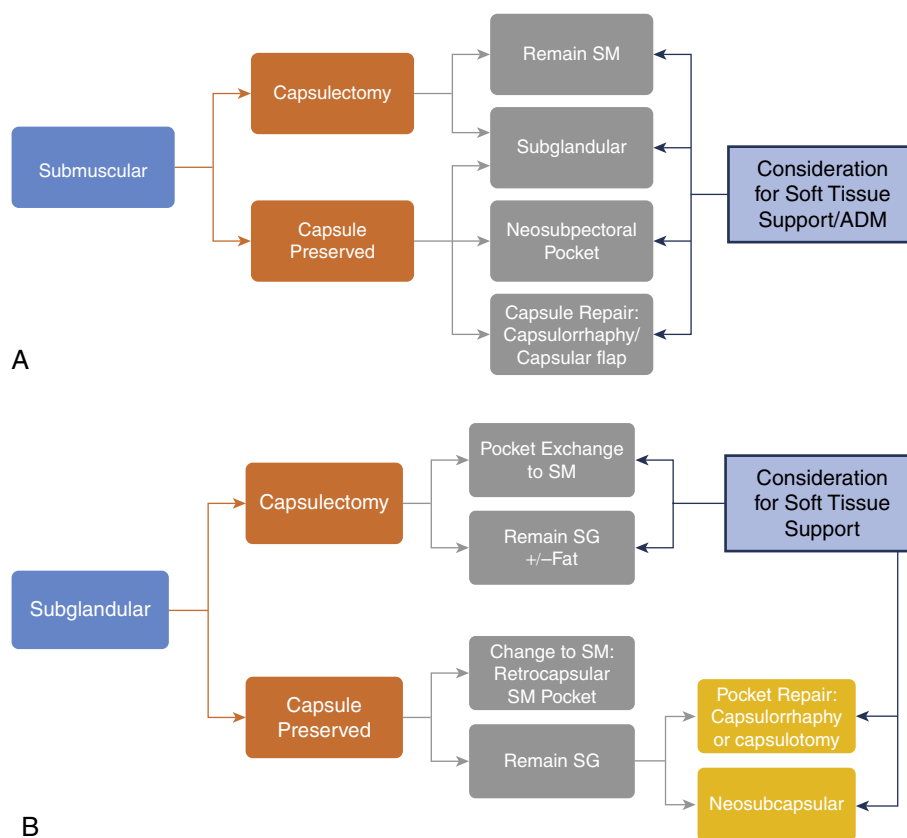 A
Submuscular
Capsulectomy
Capsule
Preserved
Remain SM
Subglandular
Neosubpectoral
Pocket
Capsule Repair:
Capsulorrhaphy/
Capsular flap
Consideration
for Soft Tissue
Support/ADM
B
Subglandular
Capsulectomy
Capsule
Preserved
Pocket Exchange
to SM
Remain SG
+/–Fat
Change to SM:
Retrocapsular
SM Pocket
Remain SG
Pocket Repair:
Capsulorrhaphy
or capsulotomy
Neosubcapsular
Consideration
for Soft Tissue
Support